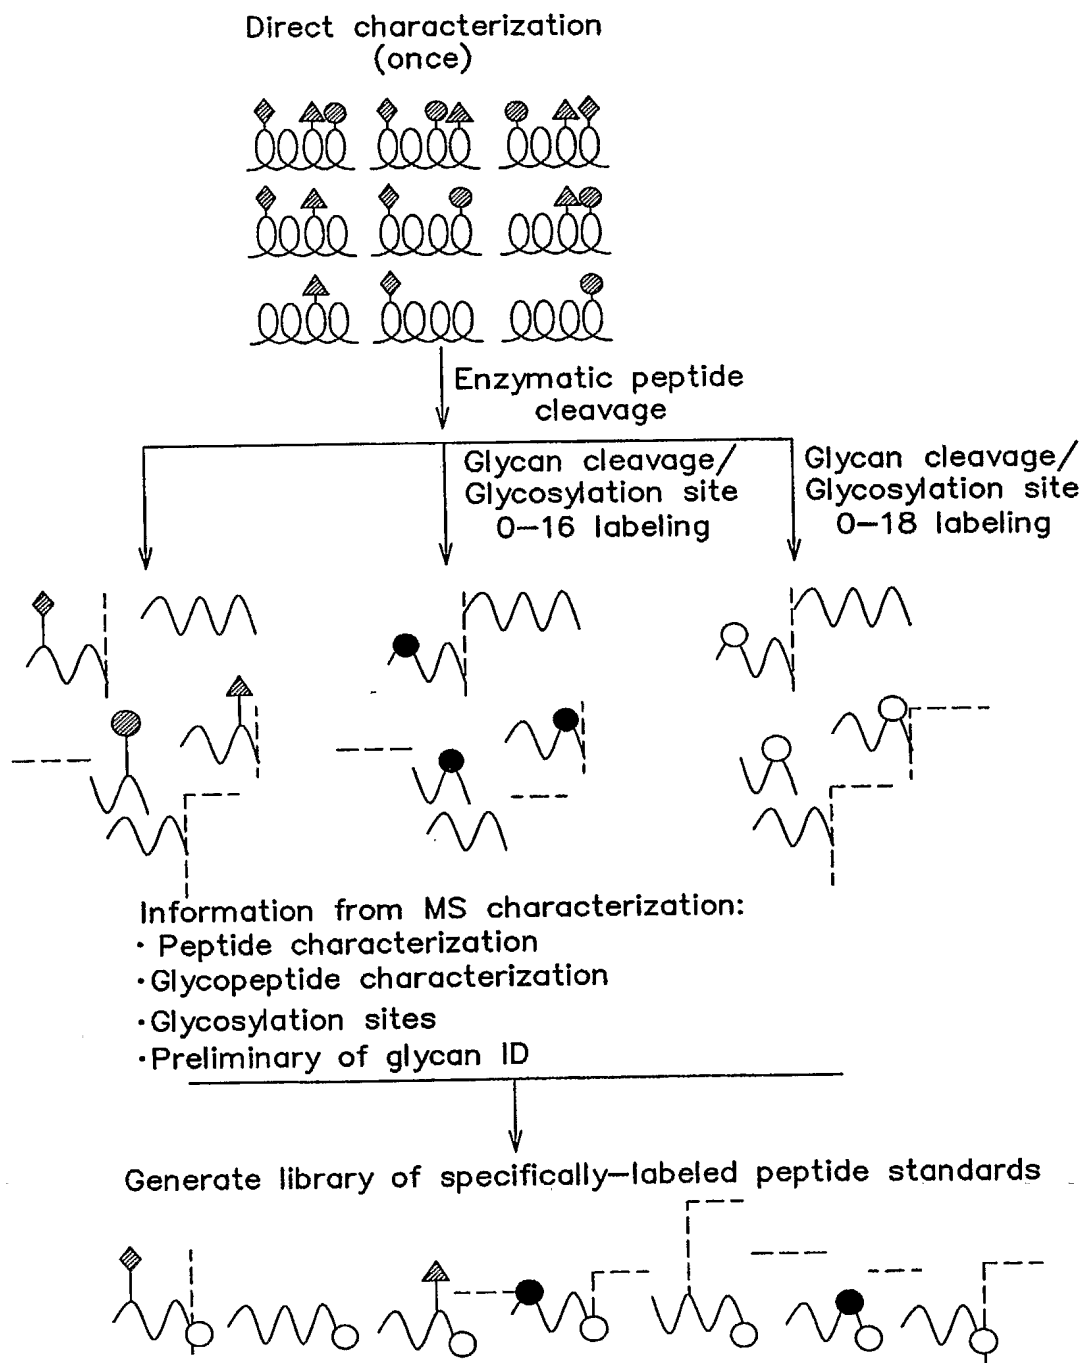 Direct characterization
(once)
Enzymatic peptide
cleavage
Glycan cleavage/
Glycosylation site
O-16 labeling
Glycan cleavage/
Glycosylation site
O-18 labeling
Information from MS characterization:
· Peptide characterization
·Glycopeptide characterization
·Glycosylation sites
·Preliminary of glycan ID
Generate library of specifically-labeled peptide standards